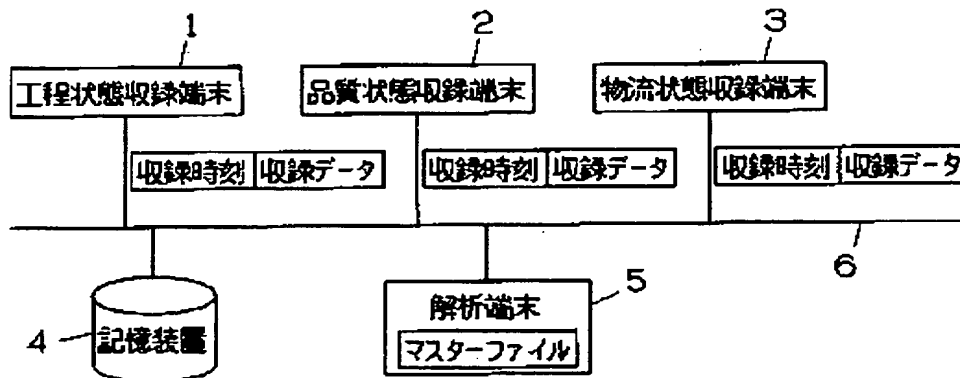 1 2 3
工程状態収録端末 品質状態収録端末 物流状態収録端末
収録時刻 収録データ 収録時刻 収録データ 収録時刻 収録データ
6
5
解析端末
4 記憶装置 マスターファイル